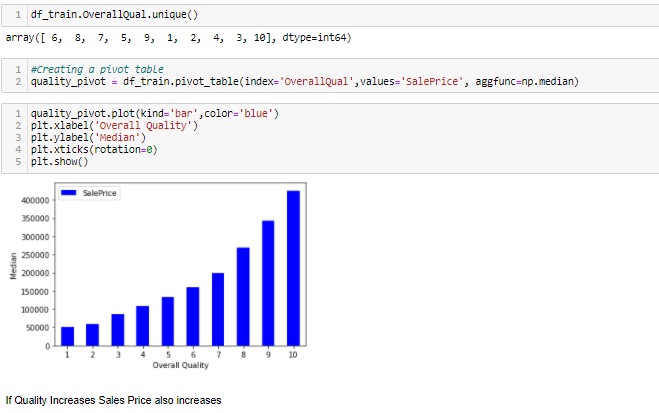 1 df_train.OverallQual.unique()
array([ 6, 8, 7, 5, 9, 1, 2, 4, 3, 10], dtype=int64)
1 #Creating a pivot table
2 quality_pivot = df_train.pivot_table(index='OverallQual',values='SalePrice', aggfunc=np.median)
1 quality_pivot.plot(kind='bar',color='blue')
2 plt.xlabel('Overall Quality')
3 plt.ylabel('Median')
4 plt.xticks(rotation=0)
5 plt.show()
SalePrice
400000
350000
300000
250000
200000
150000
100000
50000
0
Median
1 2 3 4 5 6 7 8 9 10
Overall Quality
If Quality Increases Sales Price also increases